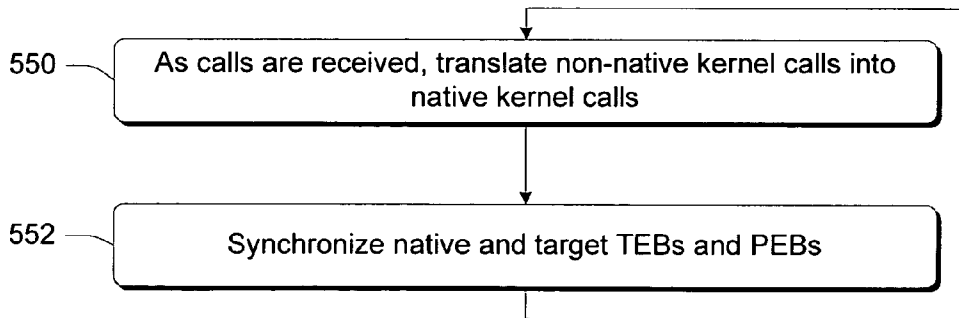 550
As calls are received, translate non-native kernel calls into
native kernel calls
552
Synchronize native and target TEBs and PEBs